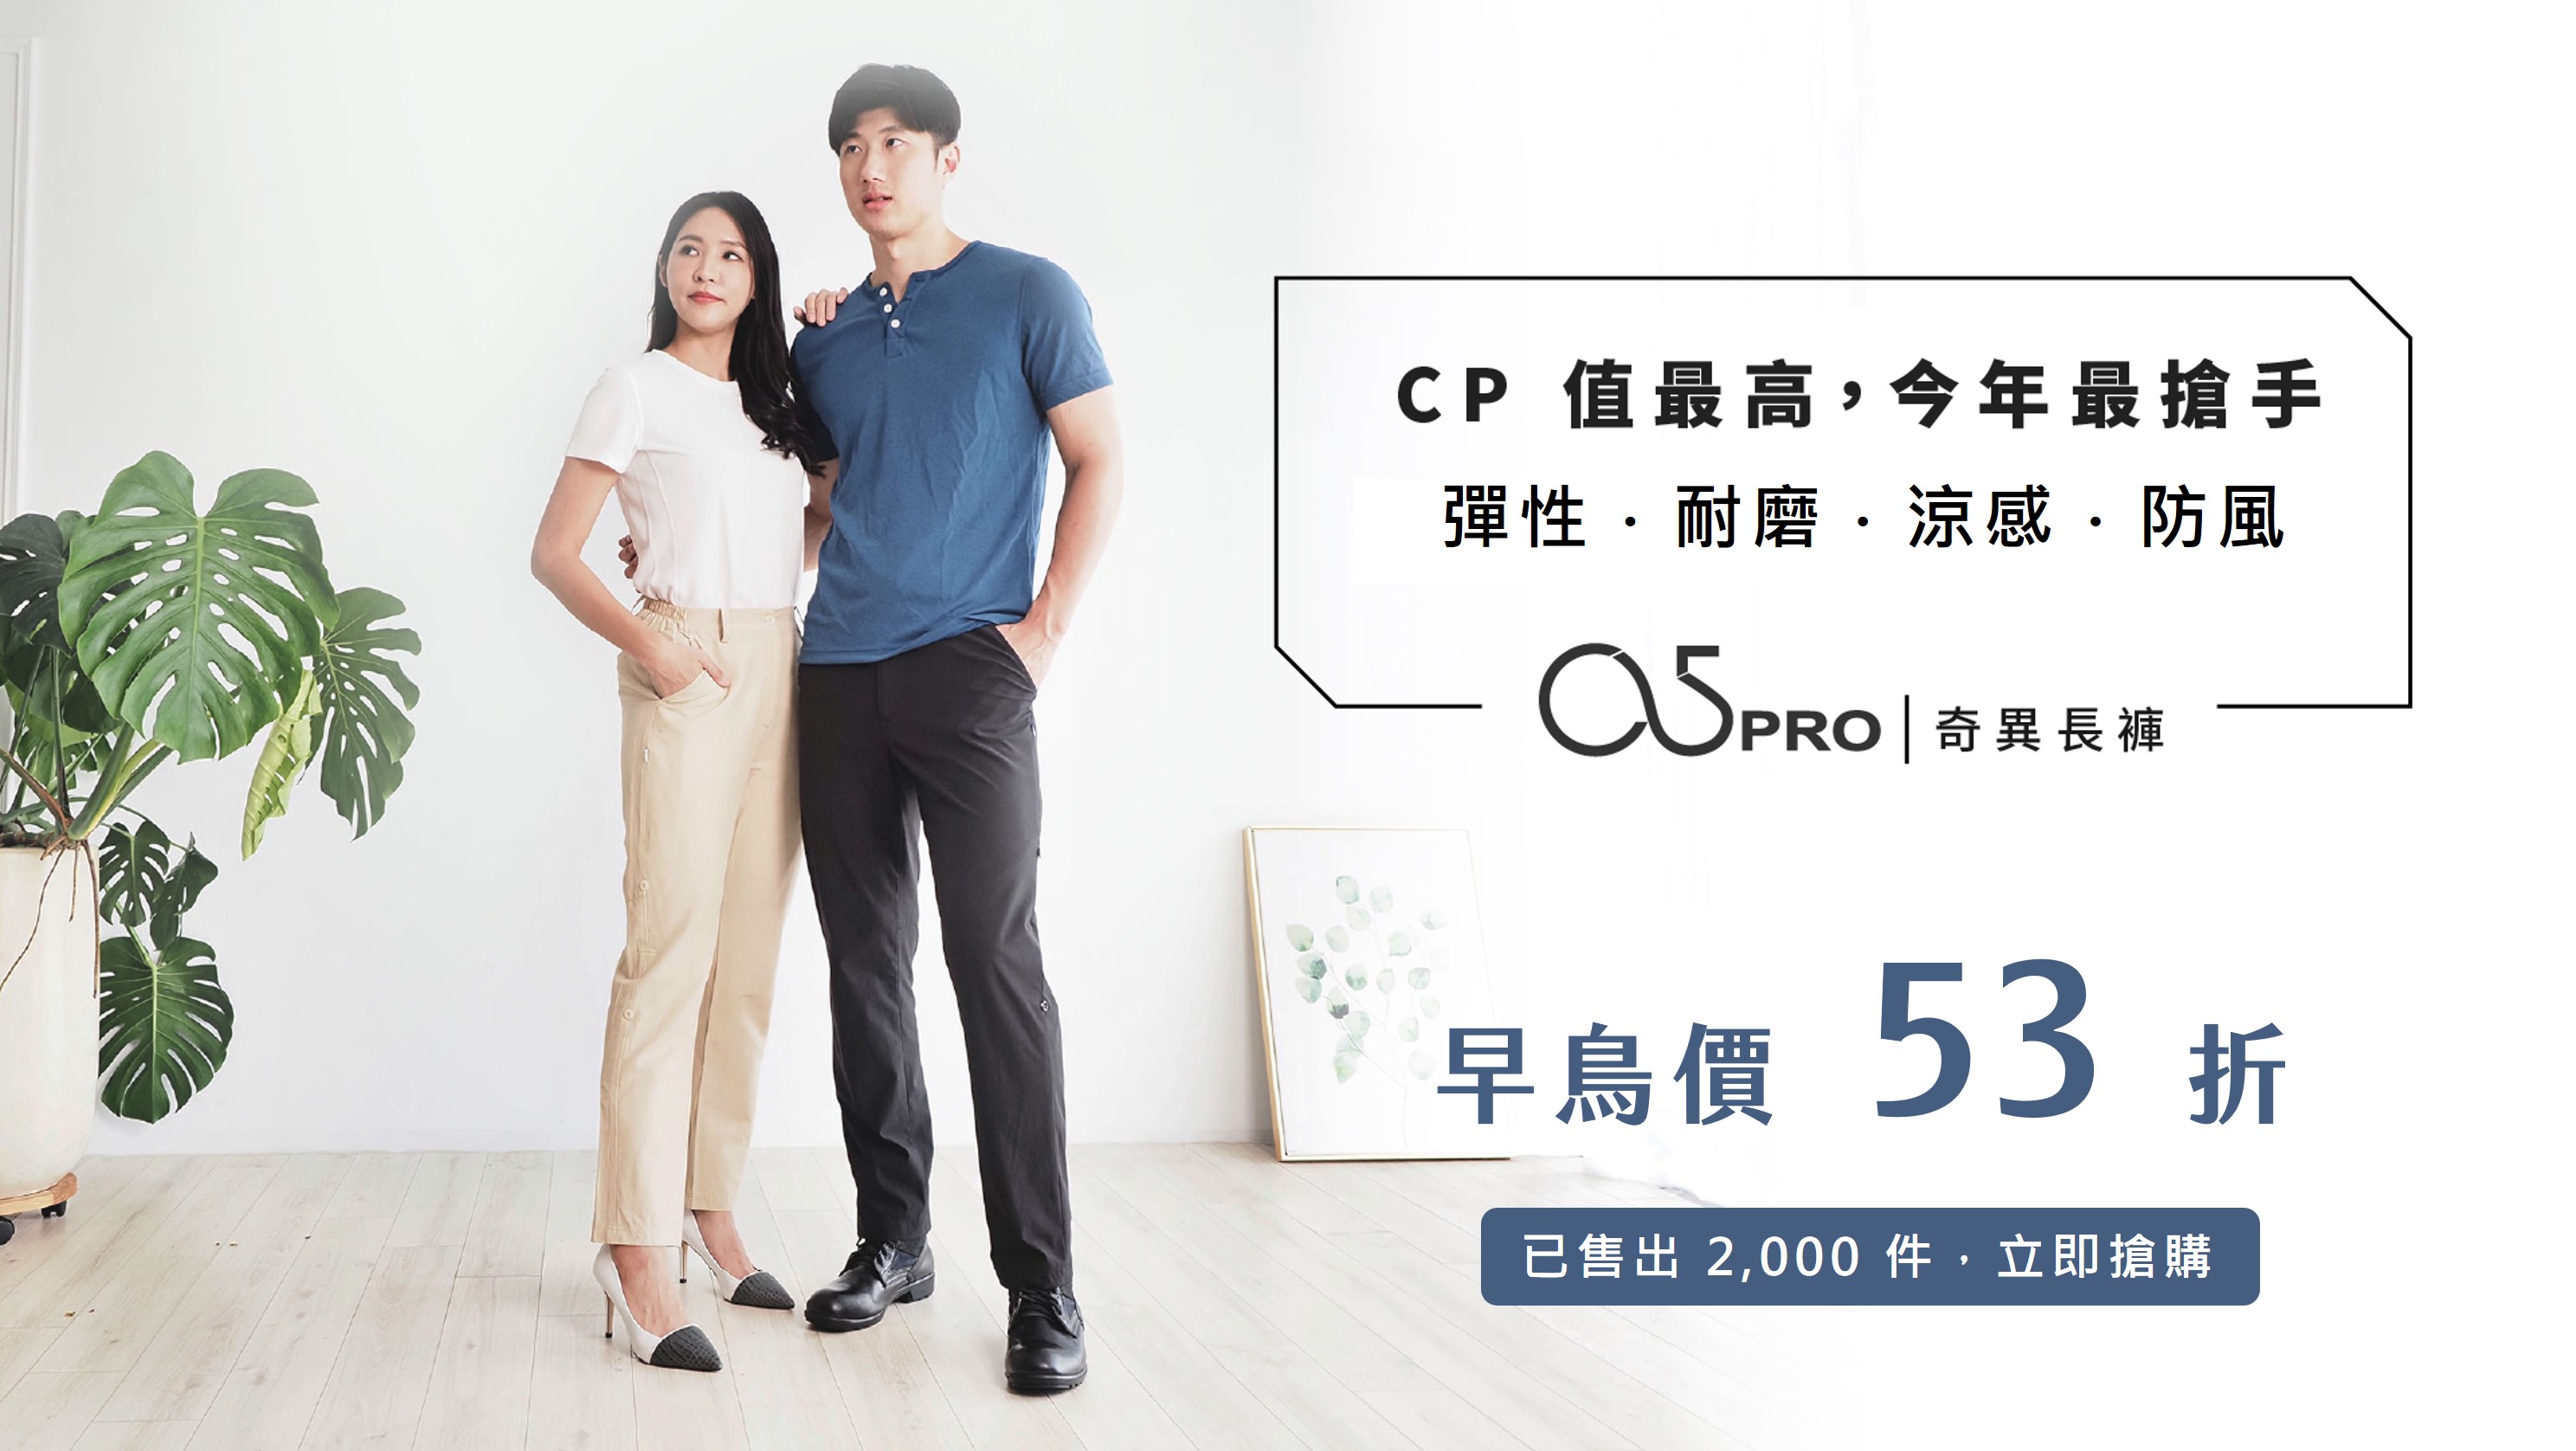 CP 值最高，今年最搶手
彈性．耐磨．涼感．防風
a5PRO｜奇異長褲
早鳥價 53 折
已售出 2,000 件，立即搶購